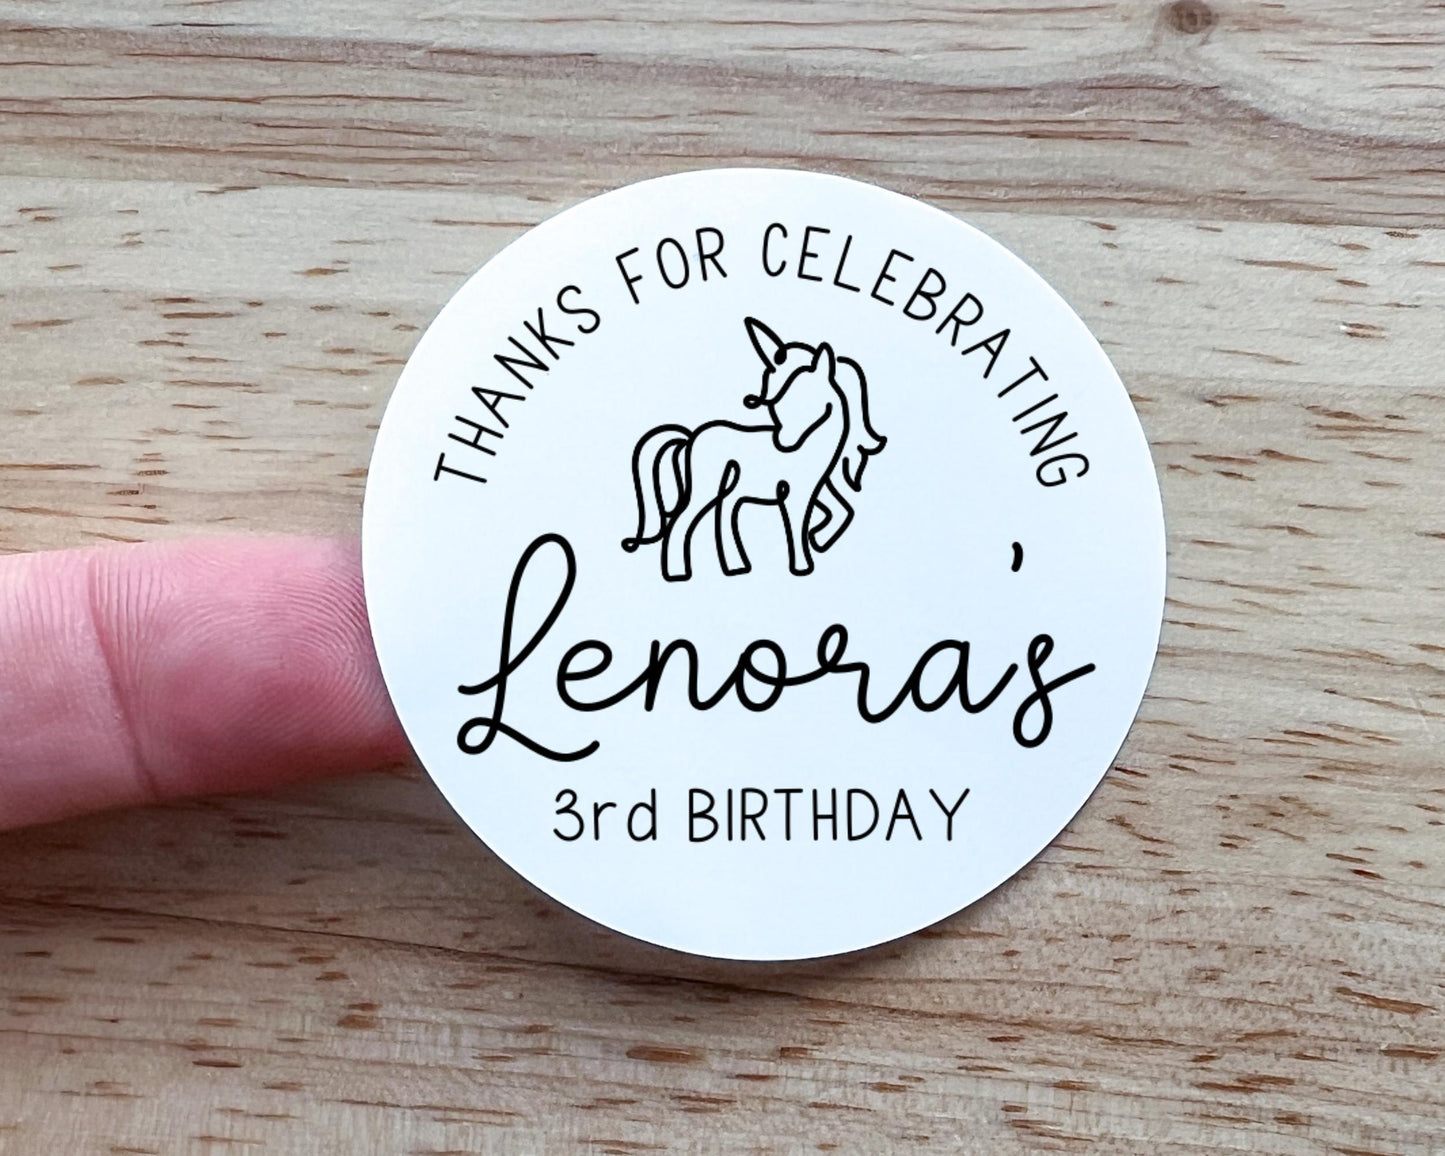 THANKS FOR CELEBRATING
Lenora's
3rd BIRTHDAY